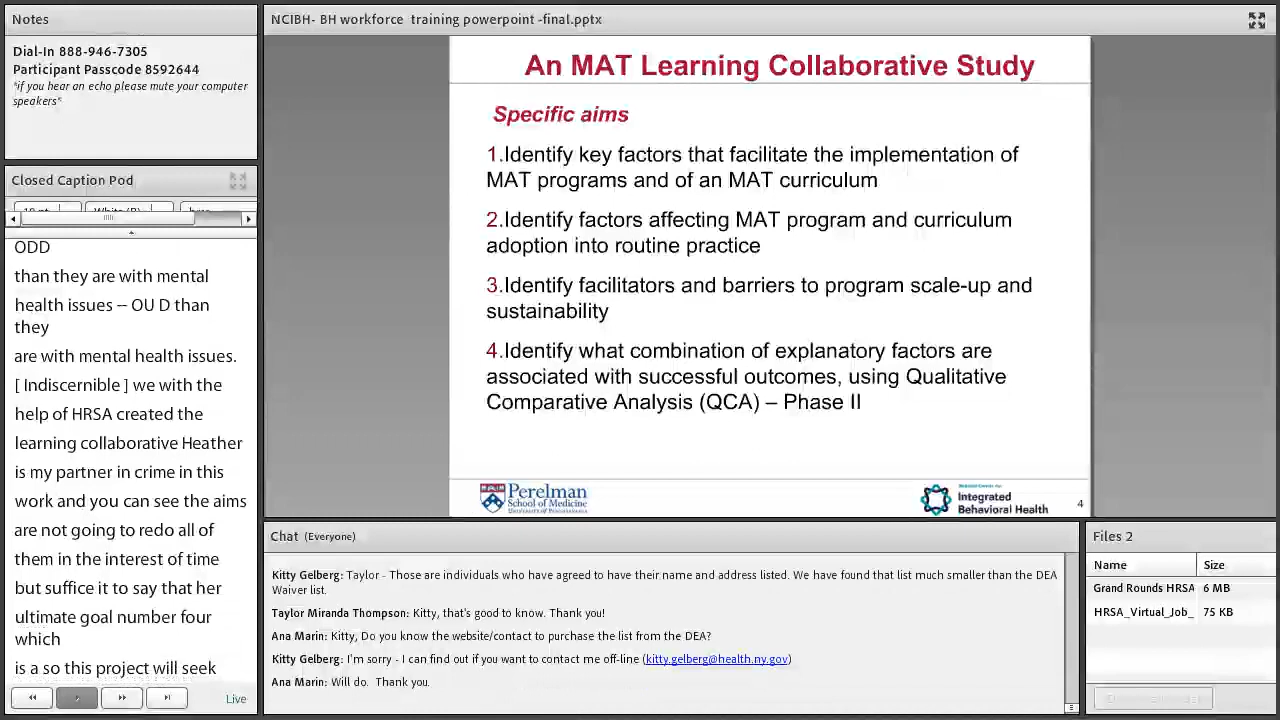 Notes
Dial-In 888-946-7305
Participant Passcode 8592644
*if you hear an echo please mute your computer
speakers*
Closed Caption Pod
ODD
than they are with mental
health issues -- OU D than
they
are with mental health issues.
[ Indiscernible ] we with the
help of HRSA created the
learning collaborative Heather
is my partner in crime in this
work and you can see the aims
are not going to redo all of
them in the interest of time
but suffice it to say that her
ultimate goal number four
which
is a so this project will seek
Live
NCIBH- BH workforce training powerpoint -final.pptx
An MAT Learning Collaborative Study
Specific aims
1.Identify key factors that facilitate the implementation of
MAT programs and of an MAT curriculum
2.Identify factors affecting MAT program and curriculum
adoption into routine practice
3.Identify facilitators and barriers to program scale-up and
sustainability
4.Identify what combination of explanatory factors are
associated with successful outcomes, using Qualitative
Comparative Analysis (QCA) – Phase II
Perelman
School of Medicine
University of Pennsylvania
National Center for
Integrated
Behavioral Health
4
Chat (Everyone)
Kitty Gelberg: Taylor - Those are individuals who have agreed to have their name and address listed. We have found that list much smaller than the DEA
Waiver list.
Taylor Miranda Thompson: Kitty, that's good to know. Thank you!
Ana Marin: Kitty, Do you know the website/contact to purchase the list from the DEA?
Kitty Gelberg: I'm sorry - I can find out if you want to contact me off-line (kitty.gelberg@health.ny.gov)
Ana Marin: Will do. Thank you.
Files 2
Name Size
Grand Rounds HRSA 6 MB
HRSA_Virtual_Job_ 75 KB